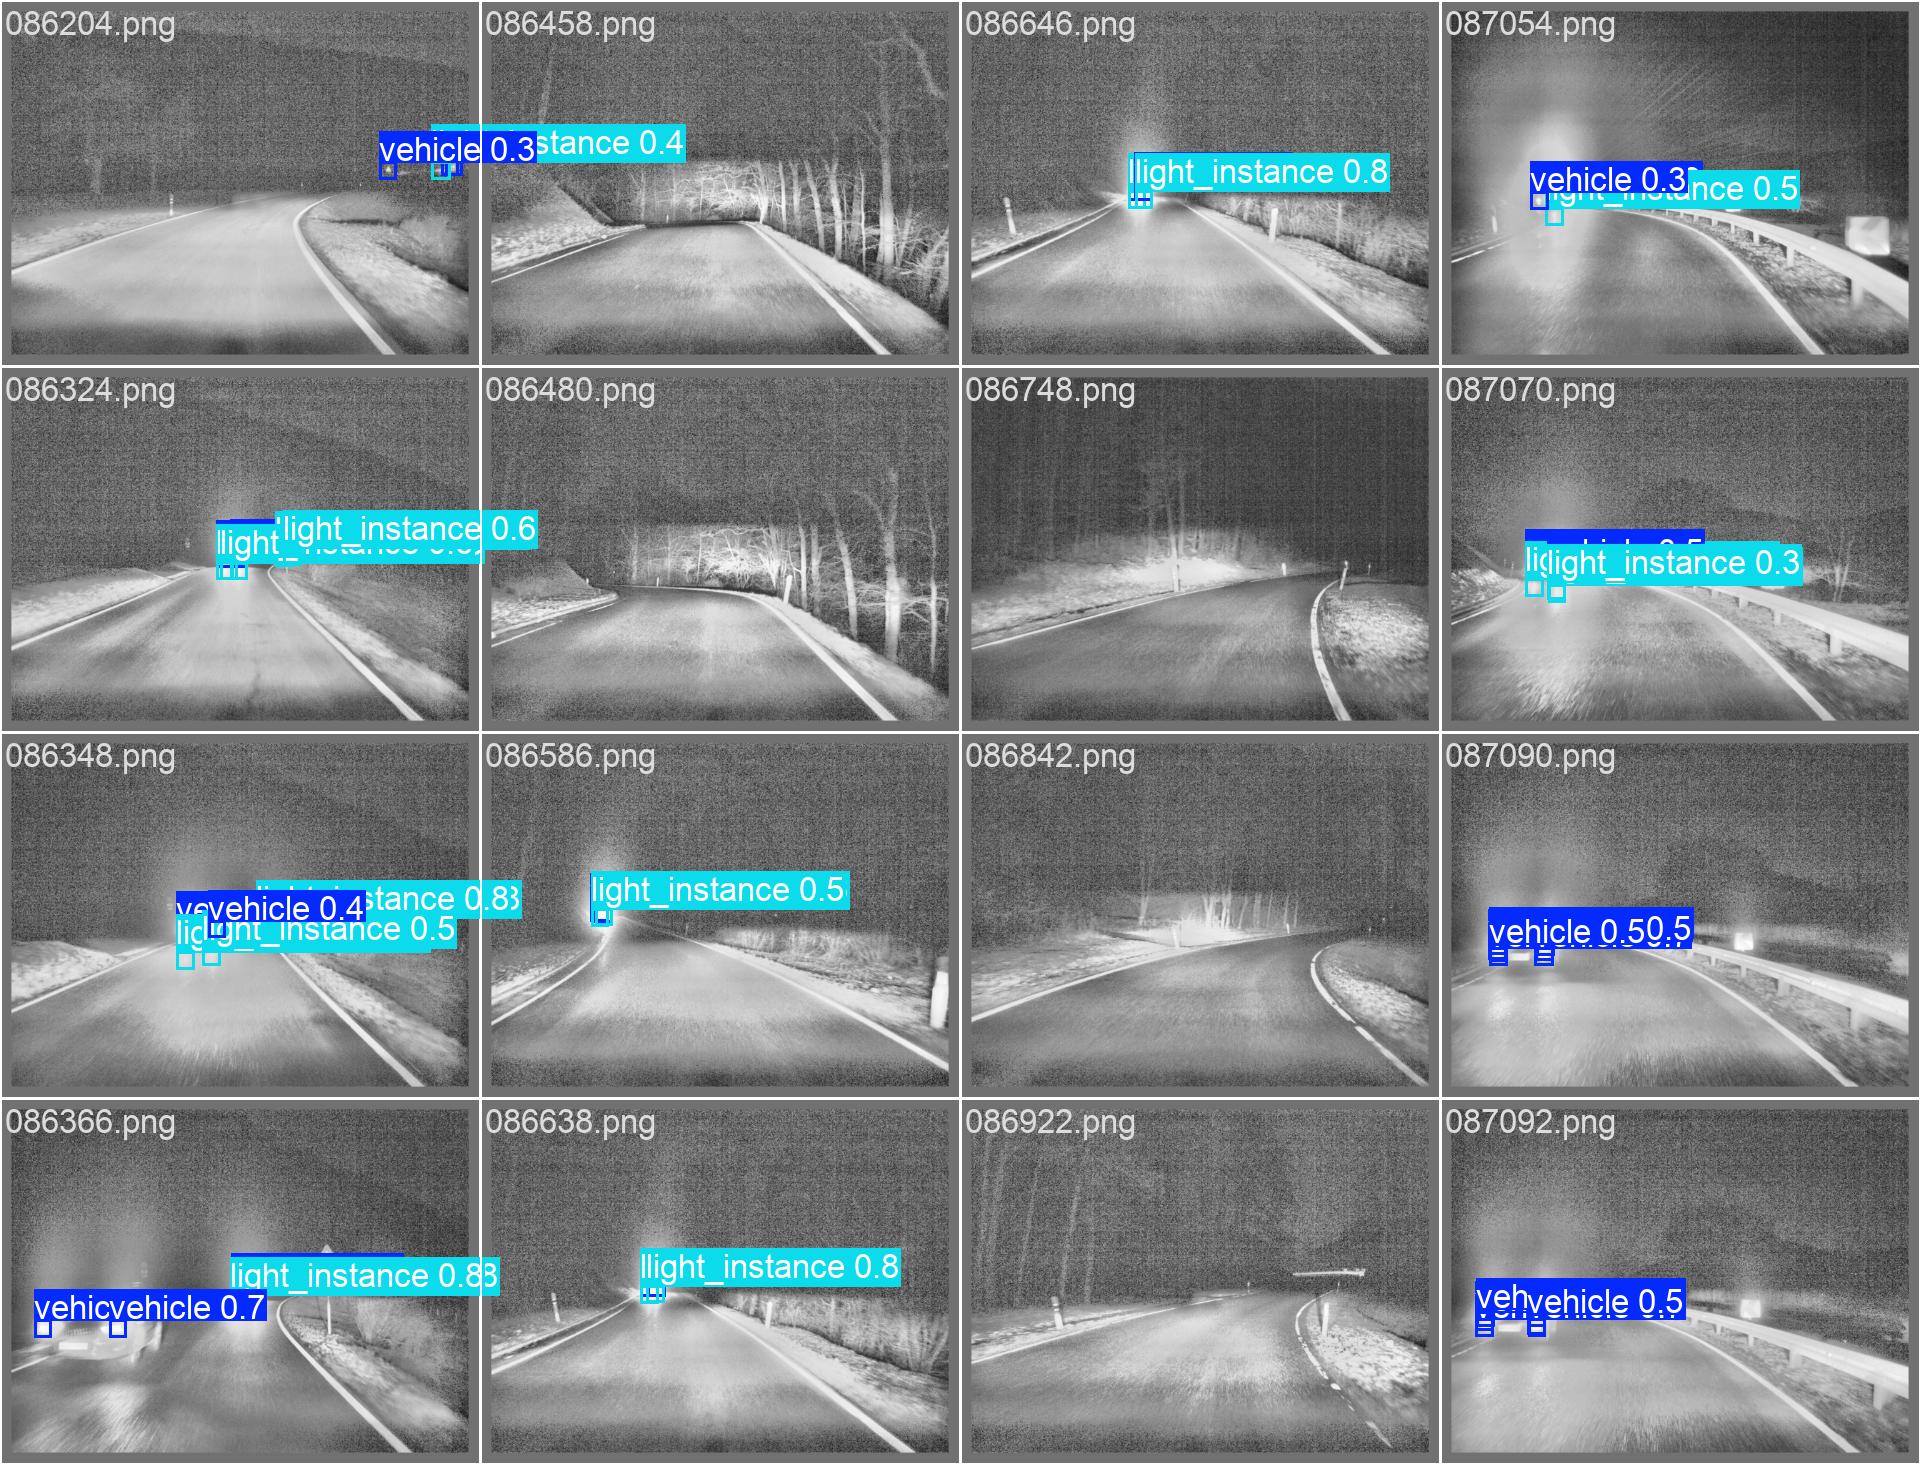 086204.png
086458.png
086646.png
087054.png
vehicle 0.3
stance 0.4
light_instance 0.8
vehicle 0.3
nce 0.5
086324.png
086480.png
086748.png
087070.png
light_instance 0.6
light_instance 0.3
086348.png
086586.png
086842.png
087090.png
vehicle 0.4
stance 0.8
light_instance 0.5
light_instance 0.5
vehicle 0.5
0.5
086366.png
086638.png
086922.png
087092.png
light_instance 0.8
vehicle 0.7
light_instance 0.8
vehicle 0.5